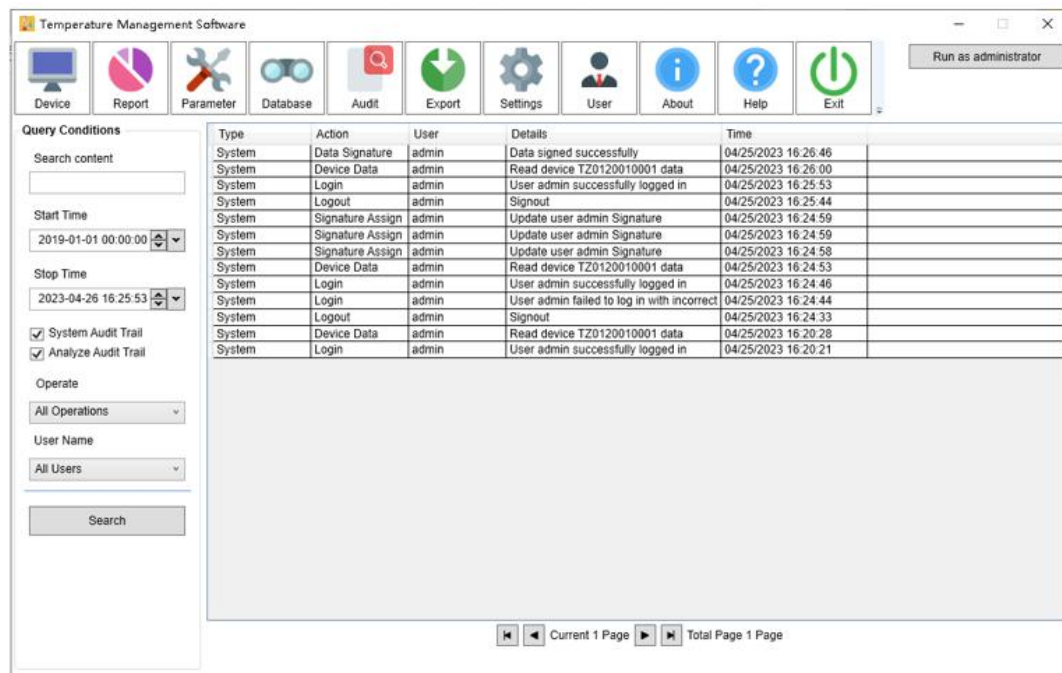 Temperature Management Software
Device Report Parameter Database Audit Export Settings User About Help Exit
Run as administrator
Query Conditions
Search content
Start Time
2019-01-01 00:00:00
Stop Time
2023-04-26 16:25:53
System Audit Trail
Analyze Audit Trail
Operate
All Operations
User Name
All Users
Search
Type Action User Details Time
System Data Signature admin Data signed successfully 04/25/2023 16:26:46
System Device Data admin Read device TZ0120010001 data 04/25/2023 16:26:00
System Login admin User admin successfully logged in 04/25/2023 16:25:53
System Logout admin Signout 04/25/2023 16:25:44
System Signature Assign admin Update user admin Signature 04/25/2023 16:24:59
System Signature Assign admin Update user admin Signature 04/25/2023 16:24:59
System Signature Assign admin Update user admin Signature 04/25/2023 16:24:58
System Device Data admin Read device TZ0120010001 data 04/25/2023 16:24:53
System Login admin User admin successfully logged in 04/25/2023 16:24:46
System Login admin User admin failed to log in with incorrect 04/25/2023 16:24:44
System Logout admin Signout 04/25/2023 16:24:33
System Device Data admin Read device TZ0120010001 data 04/25/2023 16:20:28
System Login admin User admin successfully logged in 04/25/2023 16:20:21
Current 1 Page Total Page 1 Page